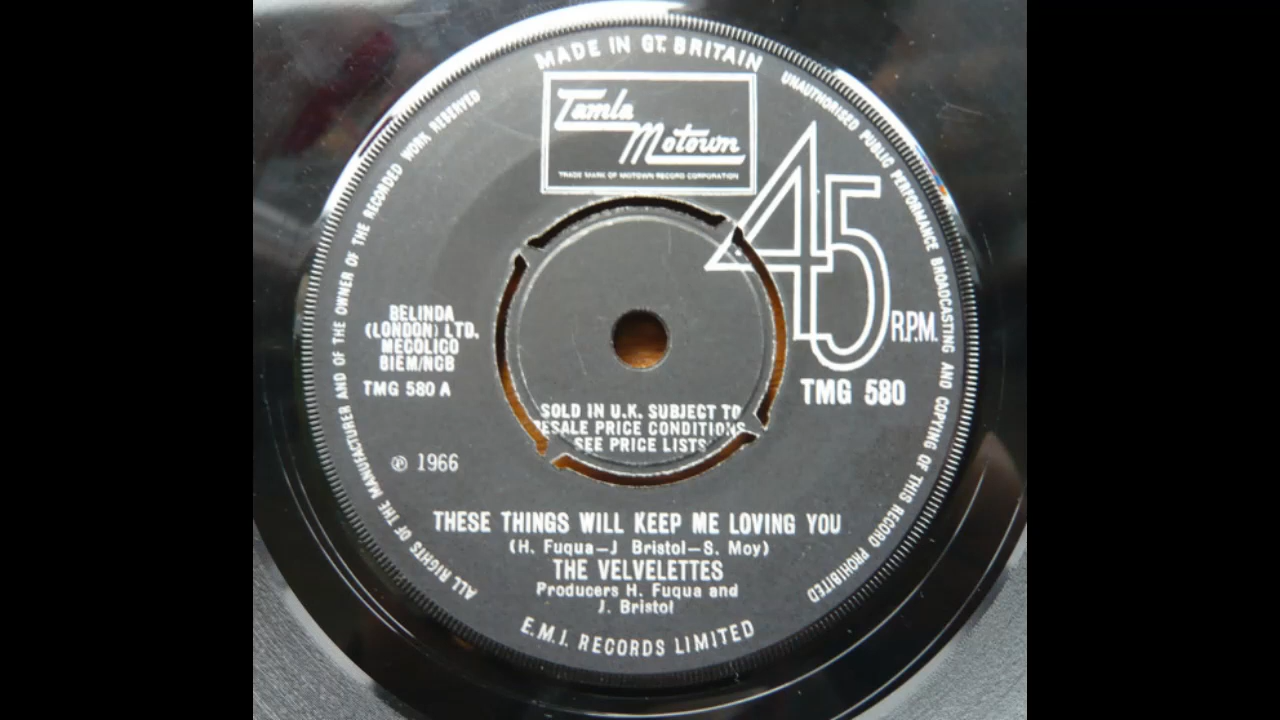 MADE IN GT. BRITAIN
Tamla
Motown
TRADE MARK OF MOTOWN RECORD CORPORATION
45
R.P.M.
TMG 580
BELINDA
(LONDON) LTD.
MECOLICO
BIEM/NCB
TMG 580 A
℗ 1966
SOLD IN U.K. SUBJECT TO
RESALE PRICE CONDITIONS,
SEE PRICE LISTS
THESE THINGS WILL KEEP ME LOVING YOU
(H. Fuqua–J Bristol–S. Moy)
THE VELVELETTES
Producers H. Fuqua and
J. Bristol
E.M.I. RECORDS LIMITED
ALL RIGHTS OF THE MANUFACTURER AND OF THE OWNER OF THE RECORDED WORK RESERVED
UNAUTHORISED PUBLIC PERFORMANCE BROADCASTING AND COPYING OF THIS RECORD PROHIBITED